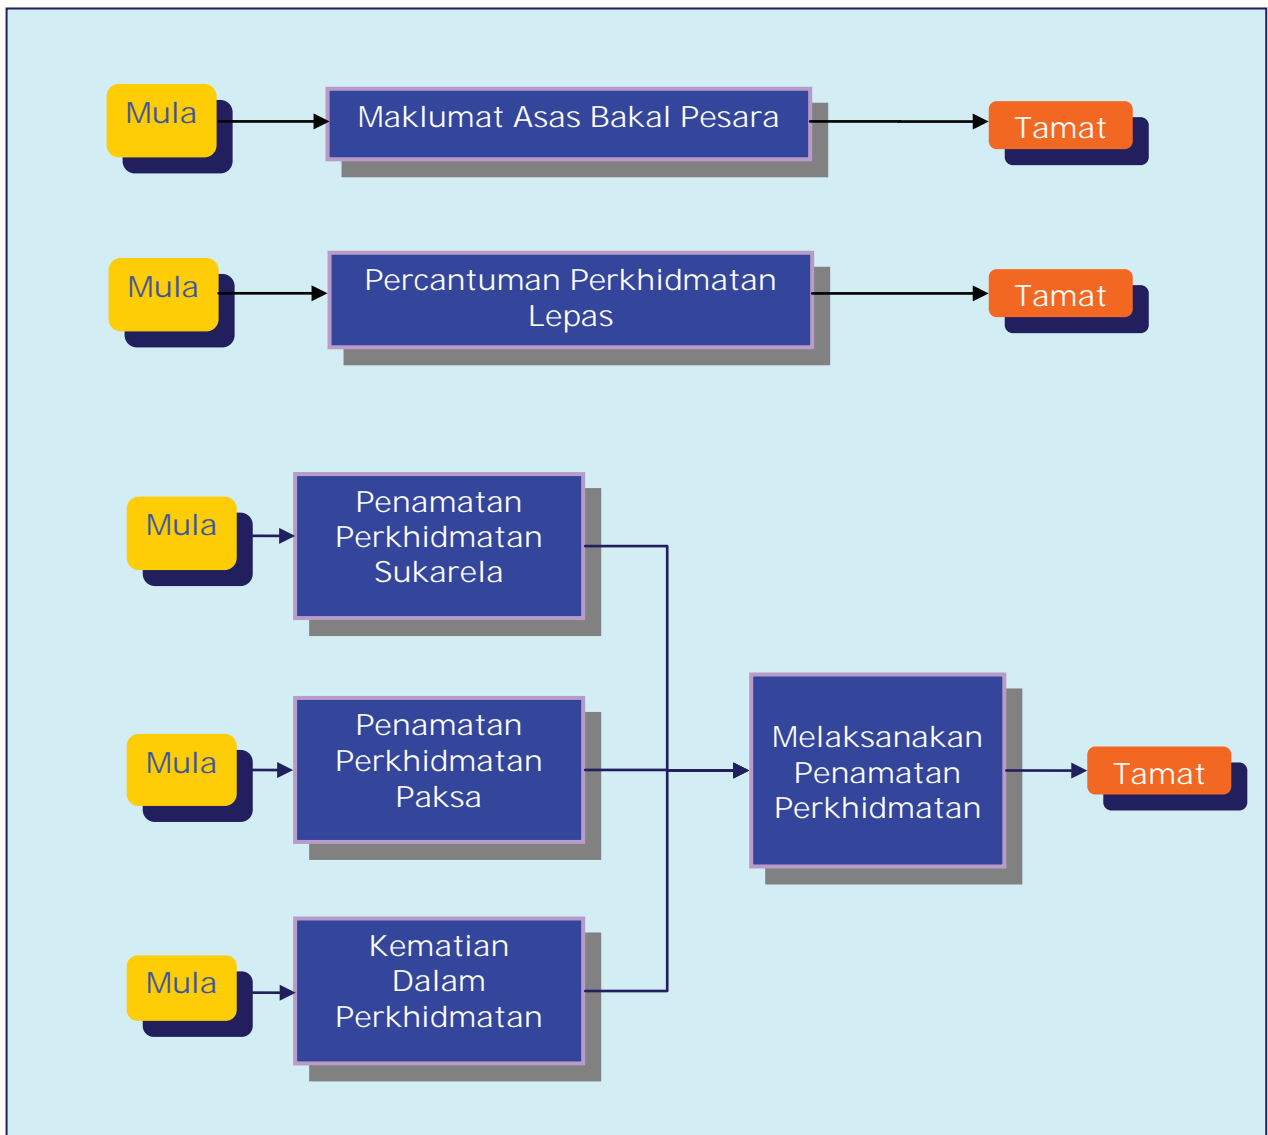 Mula
Maklumat Asas Bakal Pesara
Tamat
Mula
Percantuman Perkhidmatan
Lepas
Tamat
Mula
Penamatan
Perkhidmatan
Sukarela
Mula
Penamatan
Perkhidmatan
Paksa
Melaksanakan
Penamatan
Perkhidmatan
Tamat
Mula
Kematian
Dalam
Perkhidmatan